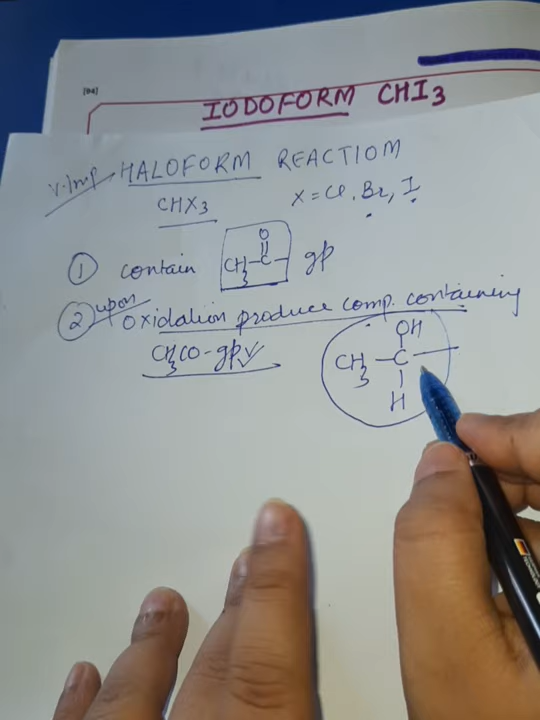 [94]
IODOFORM CHI3
V.Imp HALOFORM REACTIOM
CHX3 X = Cl, Br, I
① contain CH3-C- gp
O
② upon Oxidation produce comp. containing
CH3CO-gp✓
OH
CH3-C-
H